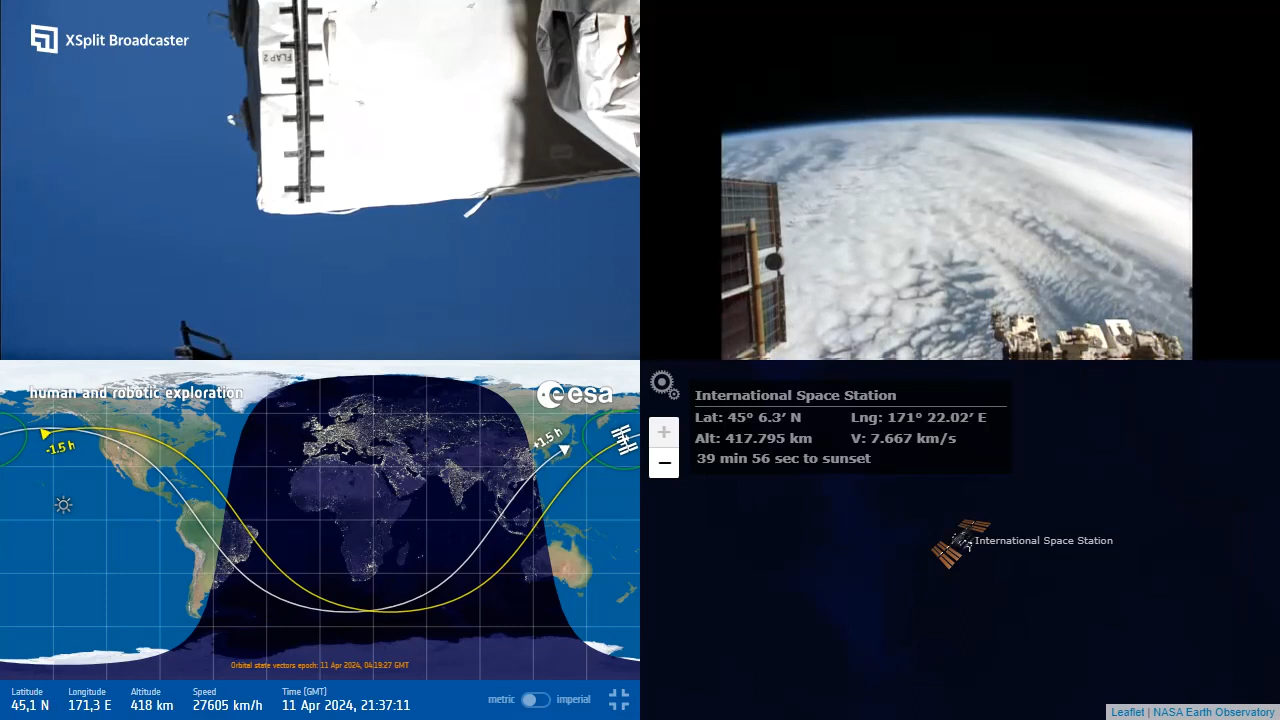 XSplit Broadcaster
FLAP 2
human and robotic exploration
esa
-1.5 h
+1.5 h
Orbital state vectors epoch: 11 Apr 2024, 04:19:27 GMT
Latitude
45,1 N
Longitude
171,3 E
Altitude
418 km
Speed
27605 km/h
Time (GMT)
11 Apr 2024, 21:37:11
metric
imperial
International Space Station
Lat: 45° 6.3′ N
Lng: 171° 22.02′ E
Alt: 417.795 km
V: 7.667 km/s
39 min 56 sec to sunset
+
−
International Space Station
Leaflet | NASA Earth Observatory